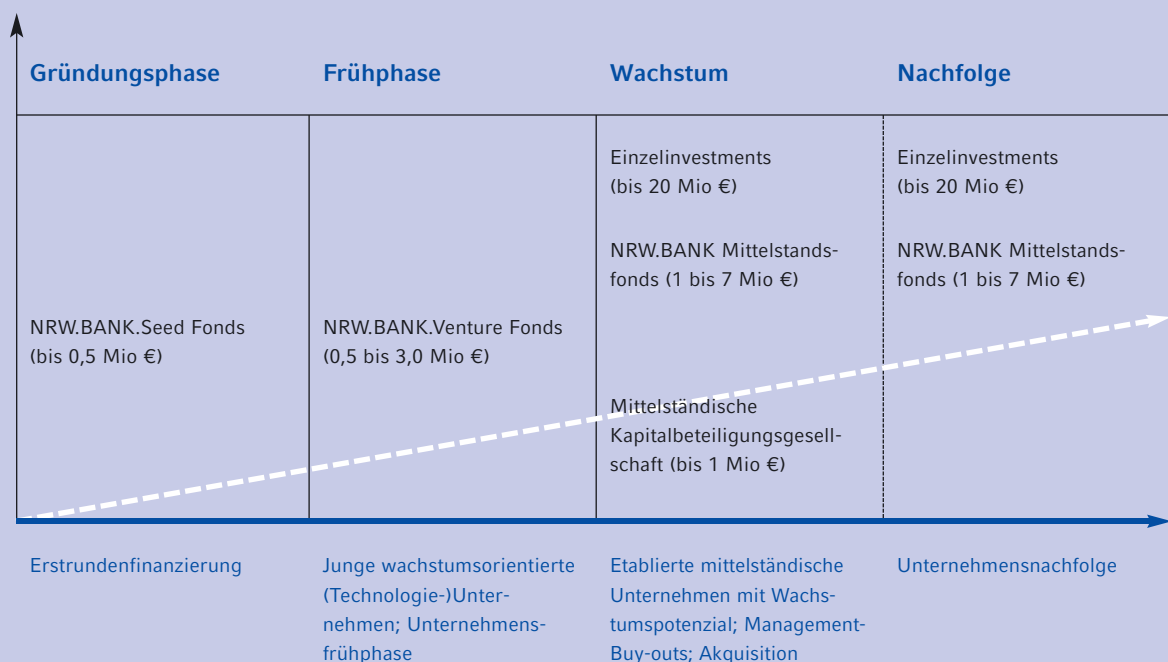 Gründungsphase
Frühphase
Wachstum
Nachfolge
NRW.BANK.Seed Fonds
(bis 0,5 Mio €)
NRW.BANK.Venture Fonds
(0,5 bis 3,0 Mio €)
Einzelinvestments
(bis 20 Mio €)
NRW.BANK Mittelstands-
fonds (1 bis 7 Mio €)
Mittelständische
Kapitalbeteiligungsgesell-
schaft (bis 1 Mio €)
Einzelinvestments
(bis 20 Mio €)
NRW.BANK Mittelstands-
fonds (1 bis 7 Mio €)
Erstrundenfinanzierung
Junge wachstumsorientierte
(Technologie-)Unter-
nehmen; Unternehmens-
frühphase
Etablierte mittelständische
Unternehmen mit Wachs-
tumspotenzial; Management-
Buy-outs; Akquisition
Unternehmensnachfolge